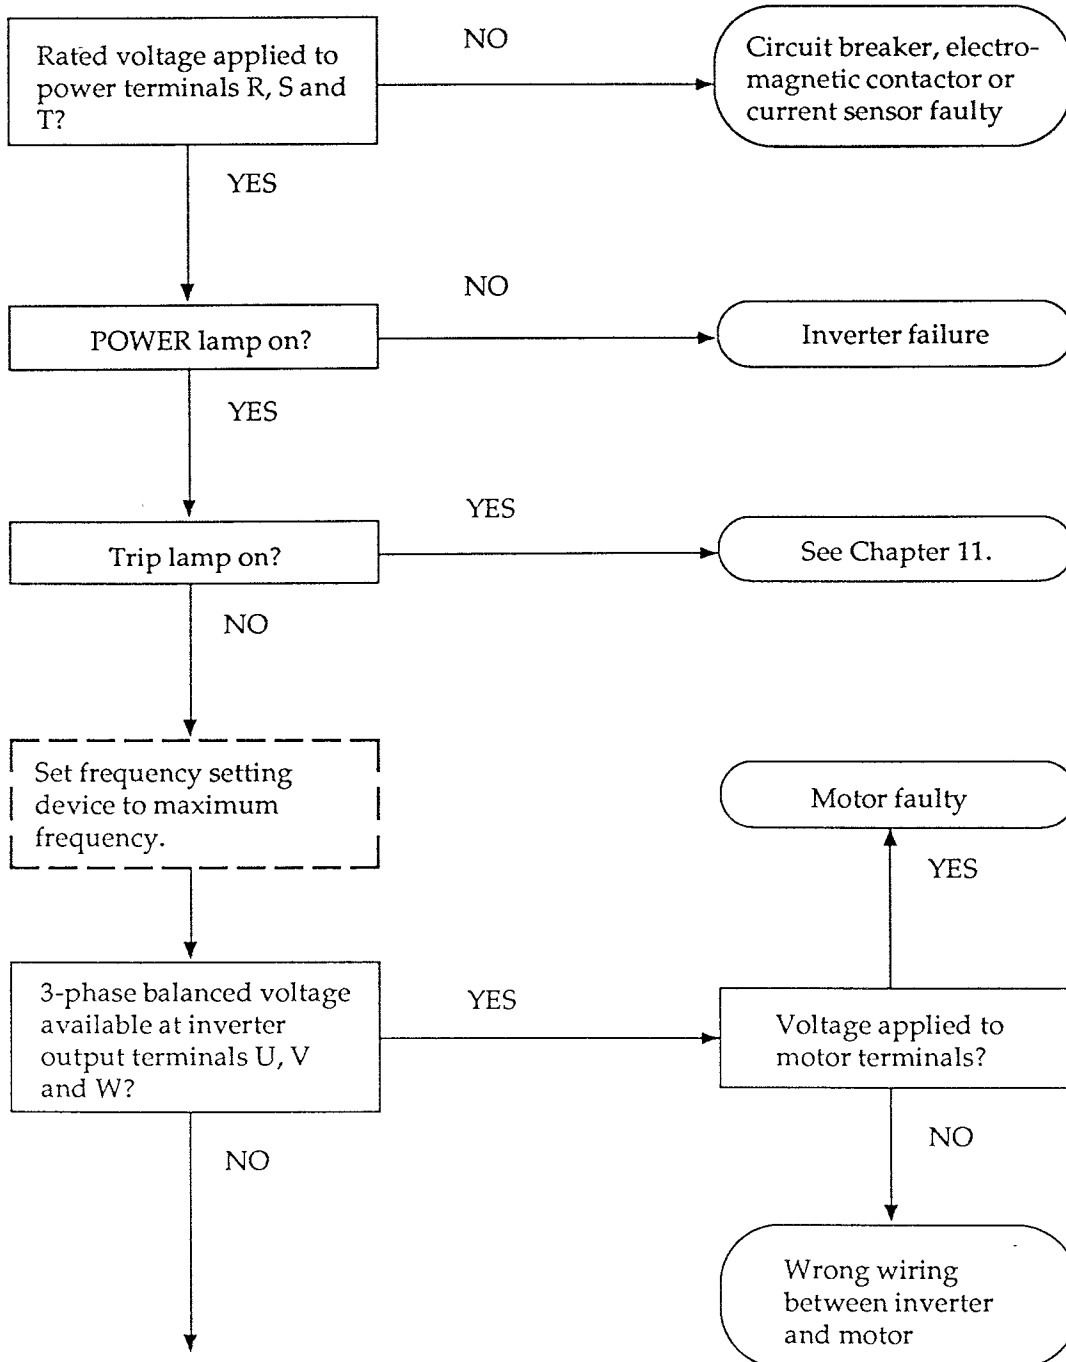 Rated voltage applied to
power terminals R, S and
T?
NO
Circuit breaker, electro-
magnetic contactor or
current sensor faulty
YES
POWER lamp on?
NO
Inverter failure
YES
Trip lamp on?
YES
See Chapter 11.
NO
Set frequency setting
device to maximum
frequency.
Motor faulty
YES
3-phase balanced voltage
available at inverter
output terminals U, V
and W?
YES
Voltage applied to
motor terminals?
NO
NO
Wrong wiring
between inverter
and motor